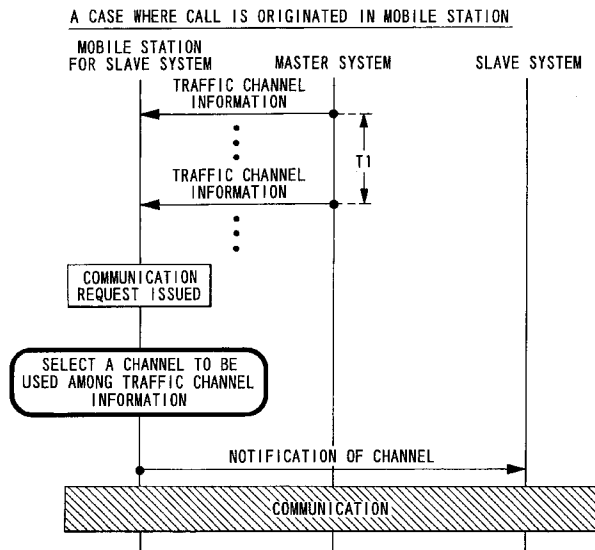 A CASE WHERE CALL IS ORIGINATED IN MOBILE STATION
MOBILE STATION
FOR SLAVE SYSTEM
MASTER SYSTEM
SLAVE SYSTEM
TRAFFIC CHANNEL
INFORMATION
T1
TRAFFIC CHANNEL
INFORMATION
COMMUNICATION
REQUEST ISSUED
SELECT A CHANNEL TO BE
USED AMONG TRAFFIC CHANNEL
INFORMATION
NOTIFICATION OF CHANNEL
COMMUNICATION